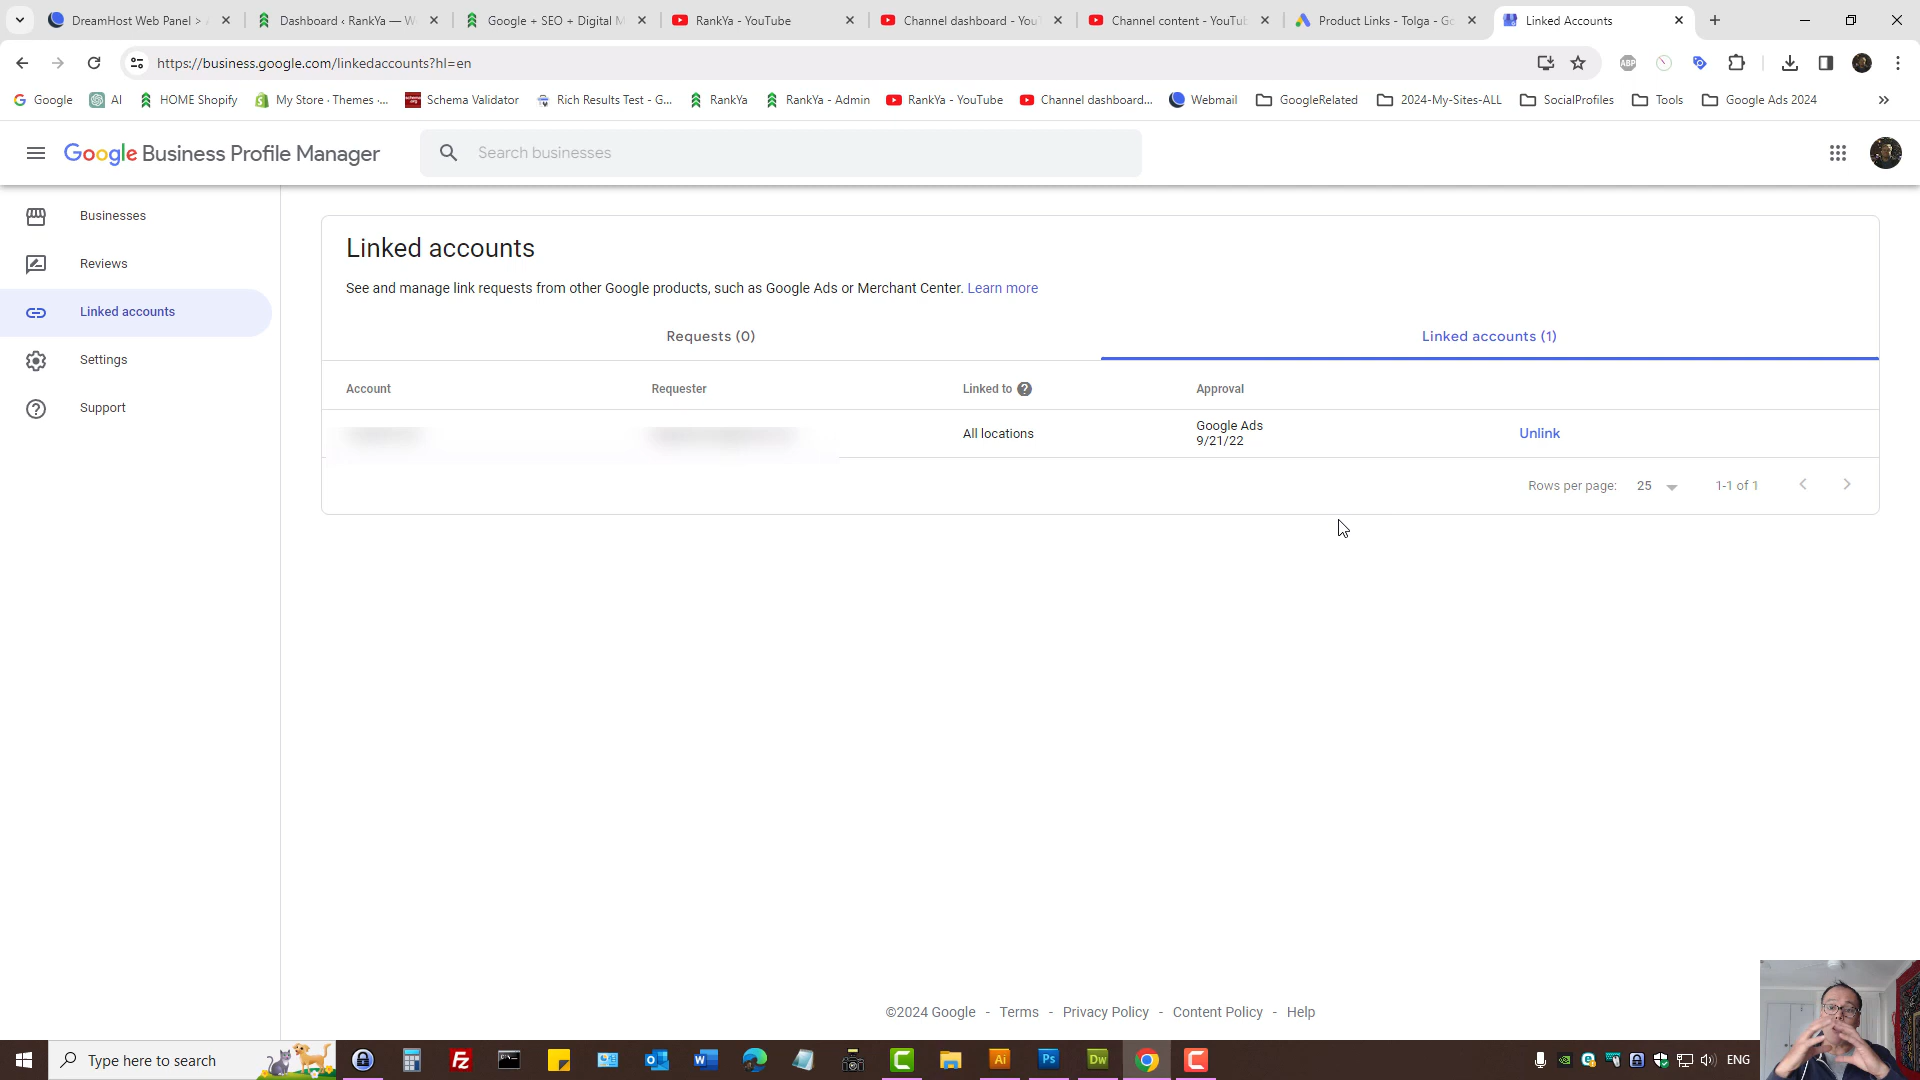 DreamHost Web Panel >
Dashboard ‹ RankYa — W
Google + SEO + Digital M
RankYa - YouTube
Channel dashboard - You
Channel content - YouTu
Product Links - Tolga - Go
Linked Accounts
https://business.google.com/linkedaccounts?hl=en
ABP
Google
AI
HOME Shopify
My Store · Themes ·...
Schema Validator
Rich Results Test - G...
RankYa
RankYa - Admin
RankYa - YouTube
Channel dashboard...
Webmail
GoogleRelated
2024-My-Sites-ALL
SocialProfiles
Tools
Google Ads 2024
Google Business Profile Manager
Search businesses
Businesses
Reviews
Linked accounts
Settings
Support
Linked accounts
See and manage link requests from other Google products, such as Google Ads or Merchant Center. Learn more
Requests (0)
Linked accounts (1)
Account
Requester
Linked to
Approval
All locations
Google Ads
9/21/22
Unlink
Rows per page:
25
1-1 of 1
©2024 Google - Terms - Privacy Policy - Content Policy - Help
Type here to search
Fz
Ai
Ps
Dw
ENG